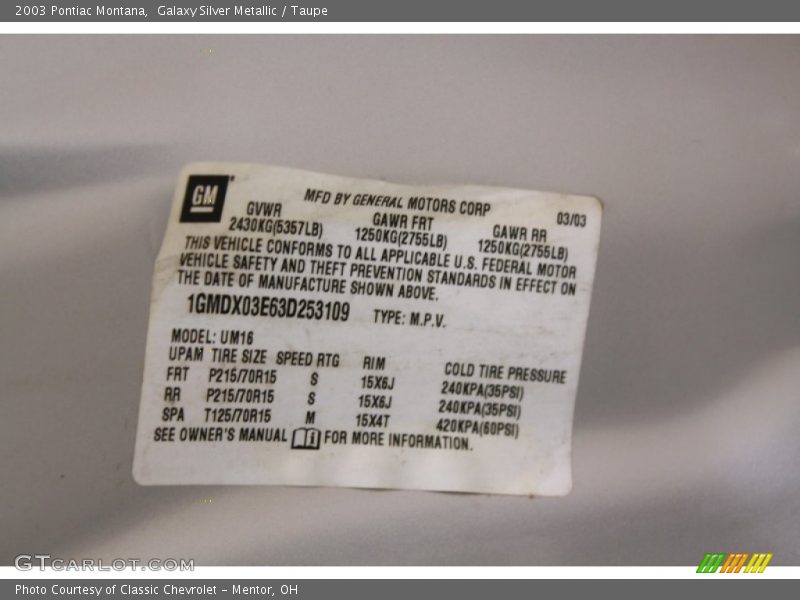 2003 Pontiac Montana, Galaxy Silver Metallic / Taupe
GM
MFD BY GENERAL MOTORS CORP 03/03
GVWR GAWR FRT GAWR RR
2430KG(5357LB) 1250KG(2755LB) 1250KG(2755LB)
THIS VEHICLE CONFORMS TO ALL APPLICABLE U.S. FEDERAL MOTOR
VEHICLE SAFETY AND THEFT PREVENTION STANDARDS IN EFFECT ON
THE DATE OF MANUFACTURE SHOWN ABOVE.
1GMDX03E63D253109 TYPE: M.P.V.
MODEL: UM16
UPAM TIRE SIZE SPEED RTG RIM COLD TIRE PRESSURE
FRT P215/70R15 S 15X6J 240KPA(35PSI)
RR P215/70R15 S 15X6J 240KPA(35PSI)
SPA T125/70R15 M 15X4T 420KPA(60PSI)
SEE OWNER'S MANUAL i FOR MORE INFORMATION.
GTCARLOT.COM
Photo Courtesy of Classic Chevrolet - Mentor, OH